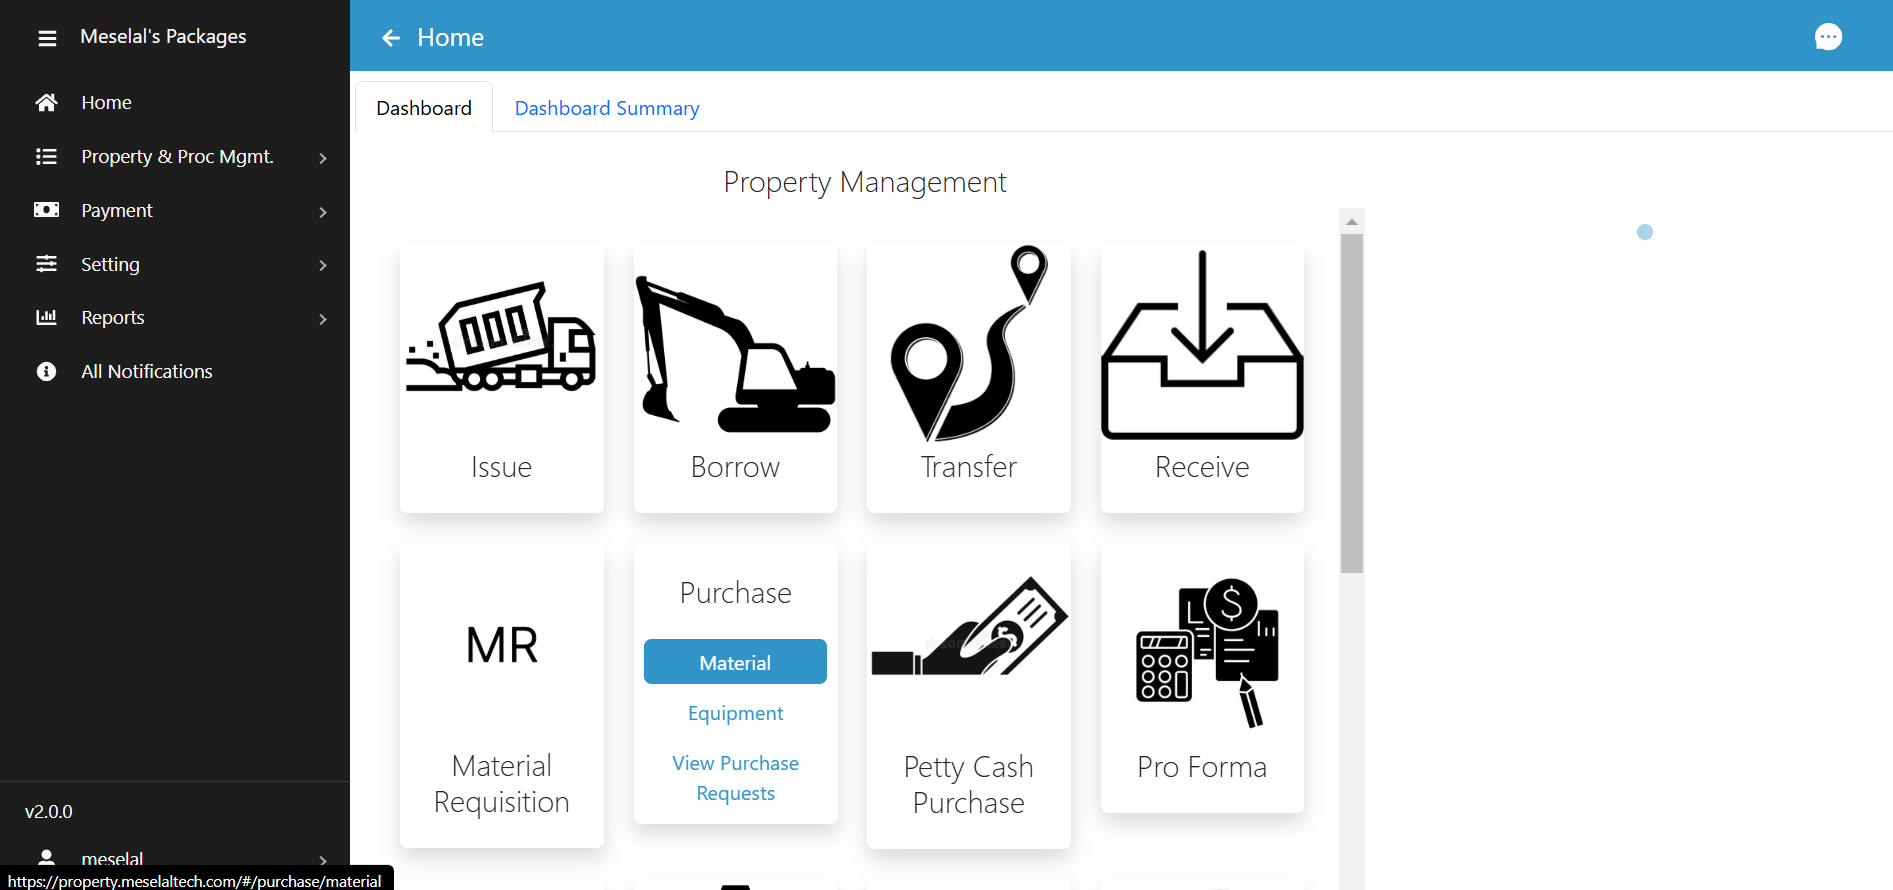 Meselal's Packages
Home
Property & Proc Mgmt.
Payment
Setting
Reports
All Notifications
v2.0.0
meselal
https://property.meselaltech.com/#/purchase/material
Home
Dashboard
Dashboard Summary
Property Management
Issue
Borrow
Transfer
Receive
MR
Material
Requisition
Purchase
Material
Equipment
View Purchase
Requests
Petty Cash
Purchase
Pro Forma